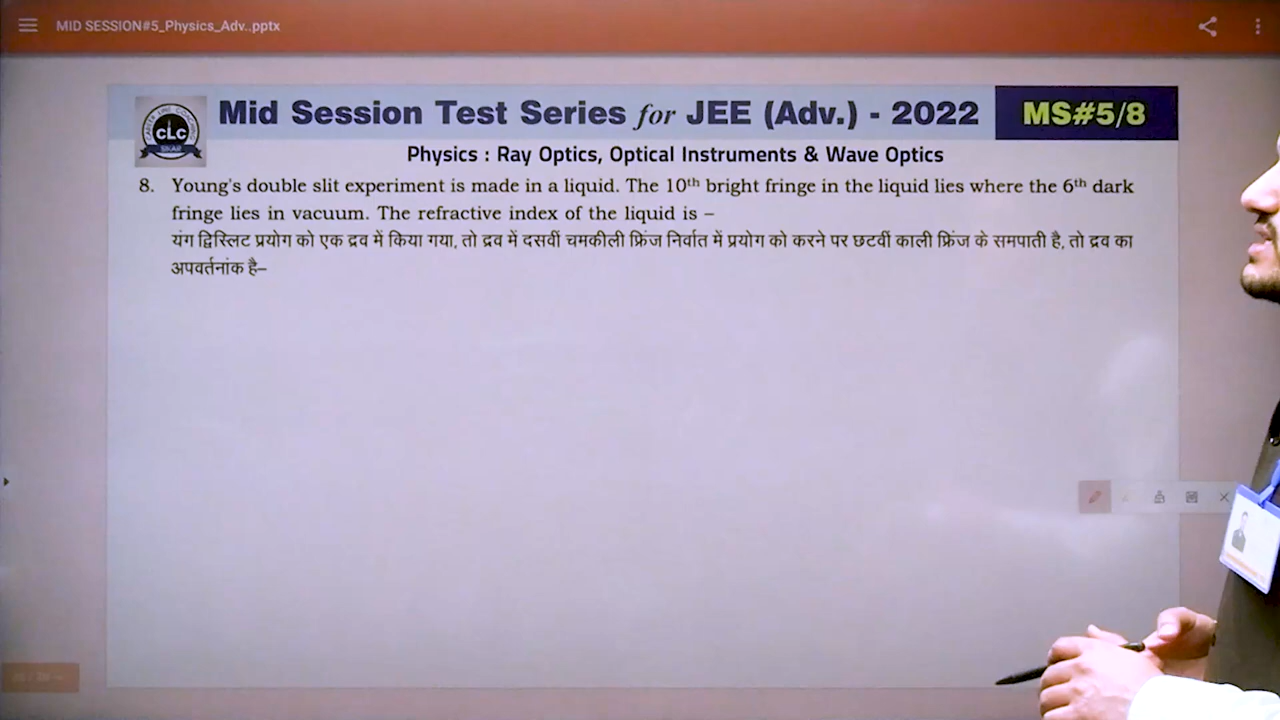 MID SESSION#5_Physics_Adv..pptx
Mid Session Test Series for JEE (Adv.) - 2022
MS#5/8
CLC
SIKAR
Physics : Ray Optics, Optical Instruments & Wave Optics
8. Young's double slit experiment is made in a liquid. The 10th bright fringe in the liquid lies where the 6th dark
fringe lies in vacuum. The refractive index of the liquid is –
यंग द्विस्लिट प्रयोग को एक द्रव में किया गया, तो द्रव में दसवीं चमकीली फ्रिंज निर्वात में प्रयोग को करने पर छटवीं काली फ्रिंज के समपाती है, तो द्रव का
अपवर्तनांक है–